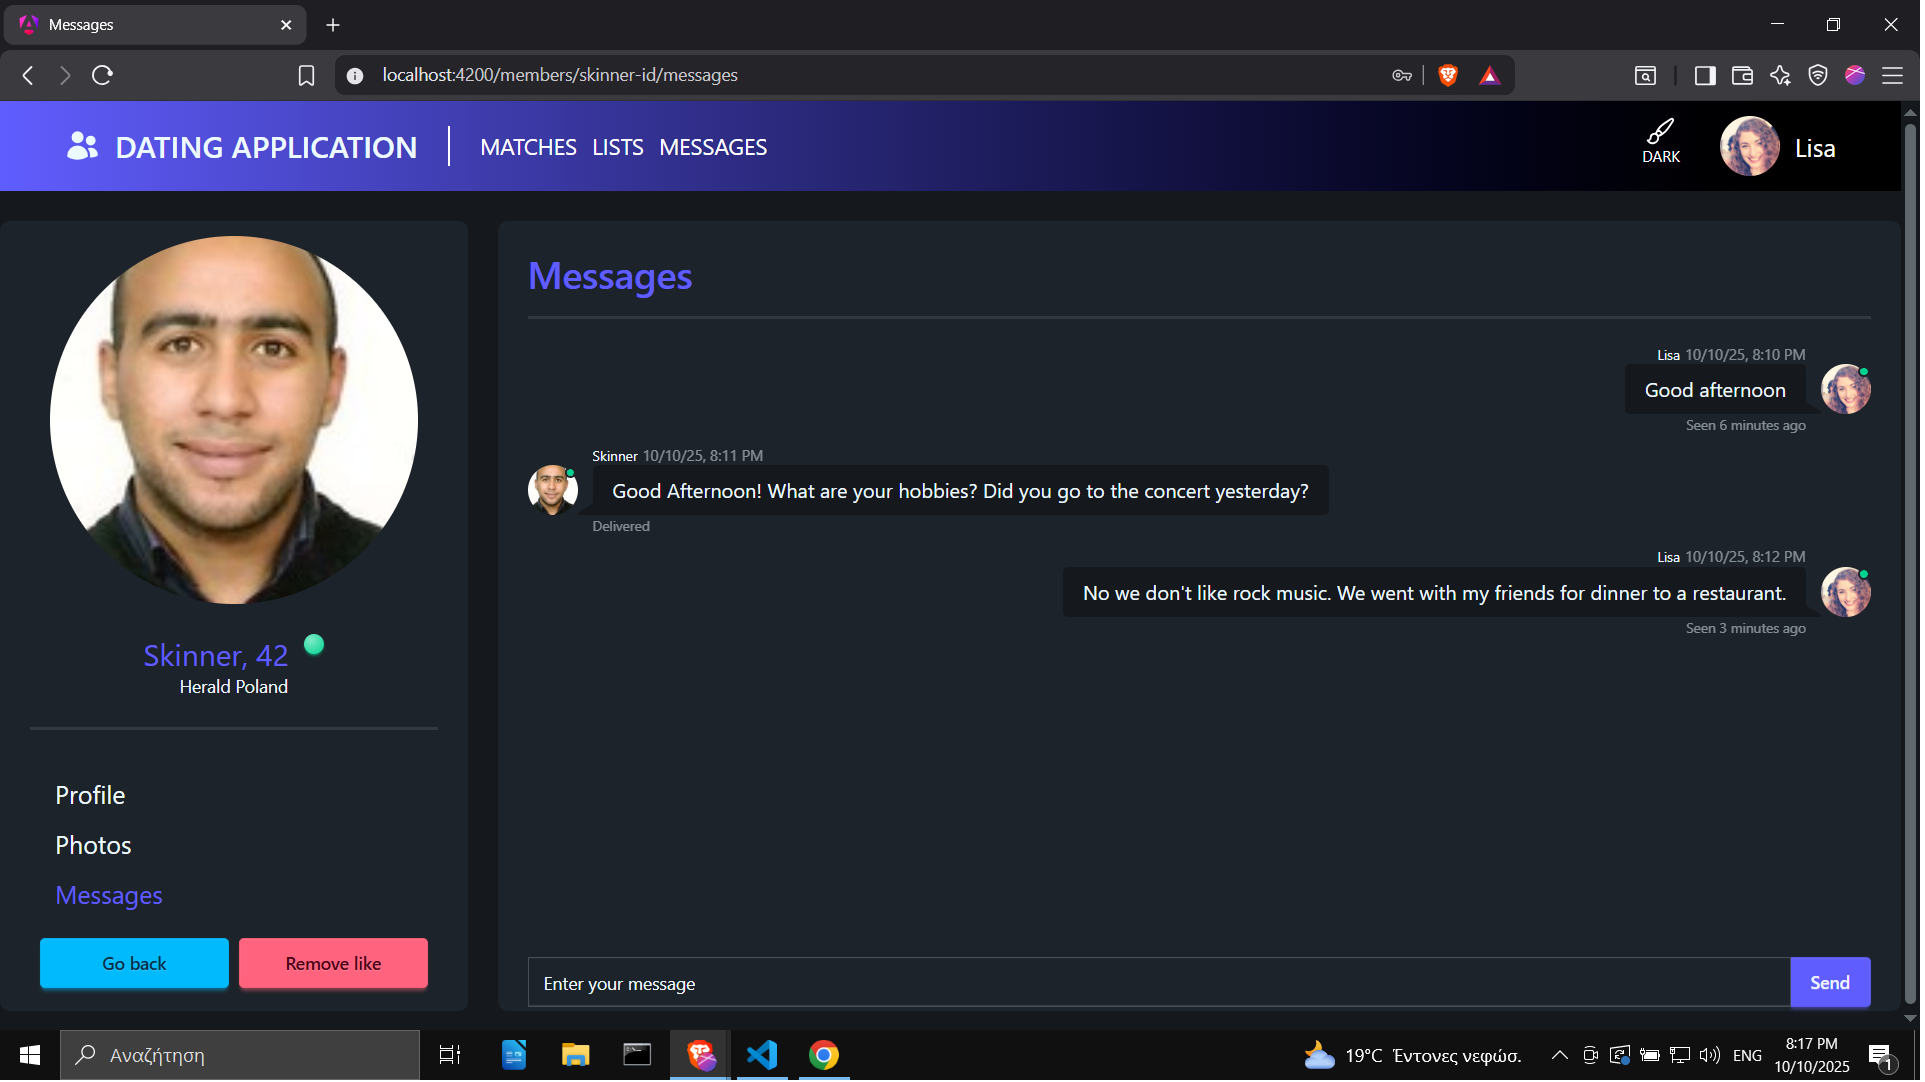 Messages
localhost:4200/members/skinner-id/messages
DATING APPLICATION
MATCHES LISTS MESSAGES
DARK
Lisa
Skinner, 42
Herald Poland
Profile
Photos
Messages
Go back
Remove like
Messages
Lisa 10/10/25, 8:10 PM
Good afternoon
Seen 6 minutes ago
Skinner 10/10/25, 8:11 PM
Good Afternoon! What are your hobbies? Did you go to the concert yesterday?
Delivered
Lisa 10/10/25, 8:12 PM
No we don't like rock music. We went with my friends for dinner to a restaurant.
Seen 3 minutes ago
Enter your message
Send
Αναζήτηση
19°C Έντονες νεφώσ.
ENG
8:17 PM
10/10/2025
1